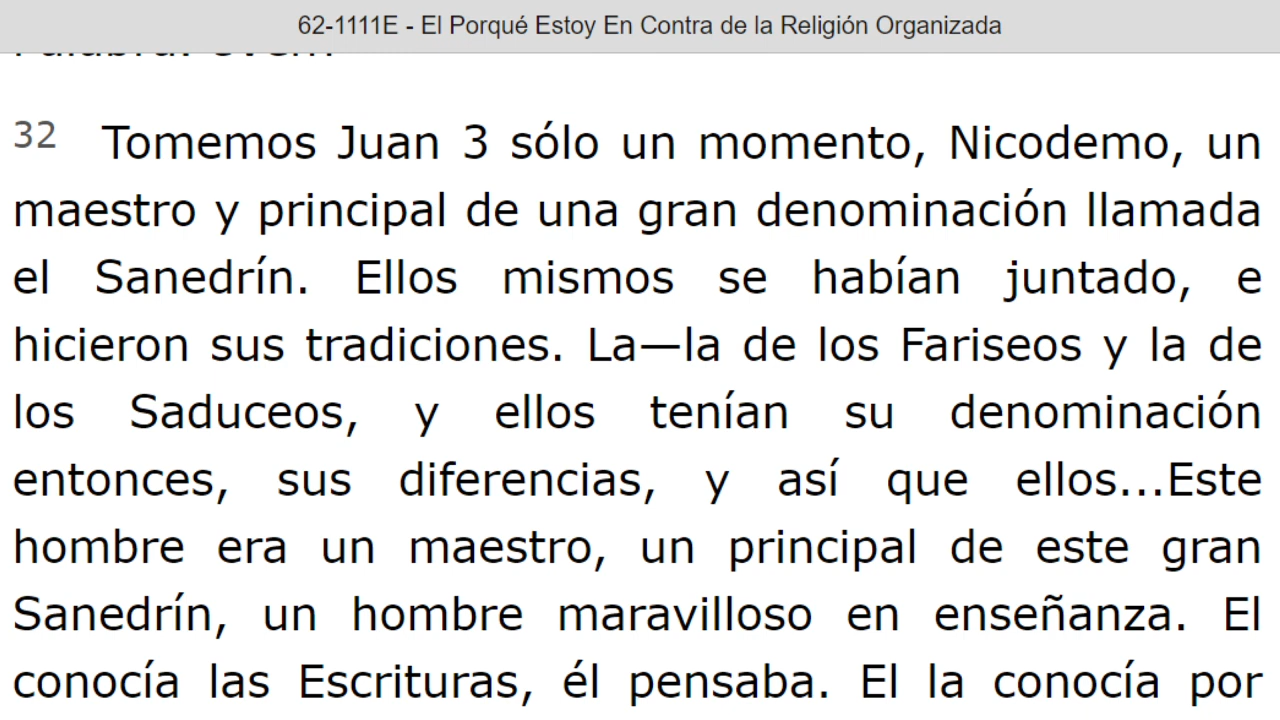 62-1111E - El Porqué Estoy En Contra de la Religión Organizada
32 Tomemos Juan 3 sólo un momento, Nicodemo, un
maestro y principal de una gran denominación llamada
el Sanedrín. Ellos mismos se habían juntado, e
hicieron sus tradiciones. La—la de los Fariseos y la de
los Saduceos, y ellos tenían su denominación
entonces, sus diferencias, y así que ellos...Este
hombre era un maestro, un principal de este gran
Sanedrín, un hombre maravilloso en enseñanza. El
conocía las Escrituras, él pensaba. El la conocía por